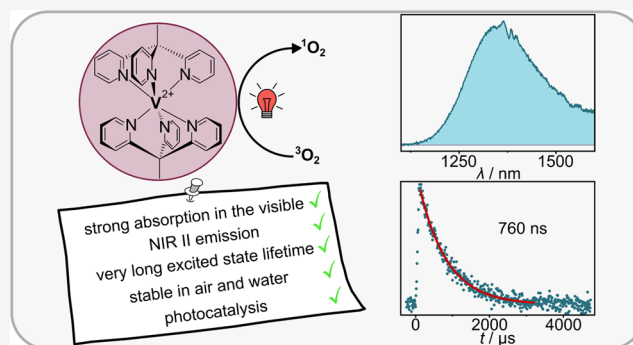 N N N
V²⁺
N N N
¹O₂
³O₂
strong absorption in the visible ✓
NIR II emission ✓
very long excited state lifetime ✓
stable in air and water ✓
photocatalysis ✓
1250 1500
λ / nm
760 ns
0 2000 4000
t / µs